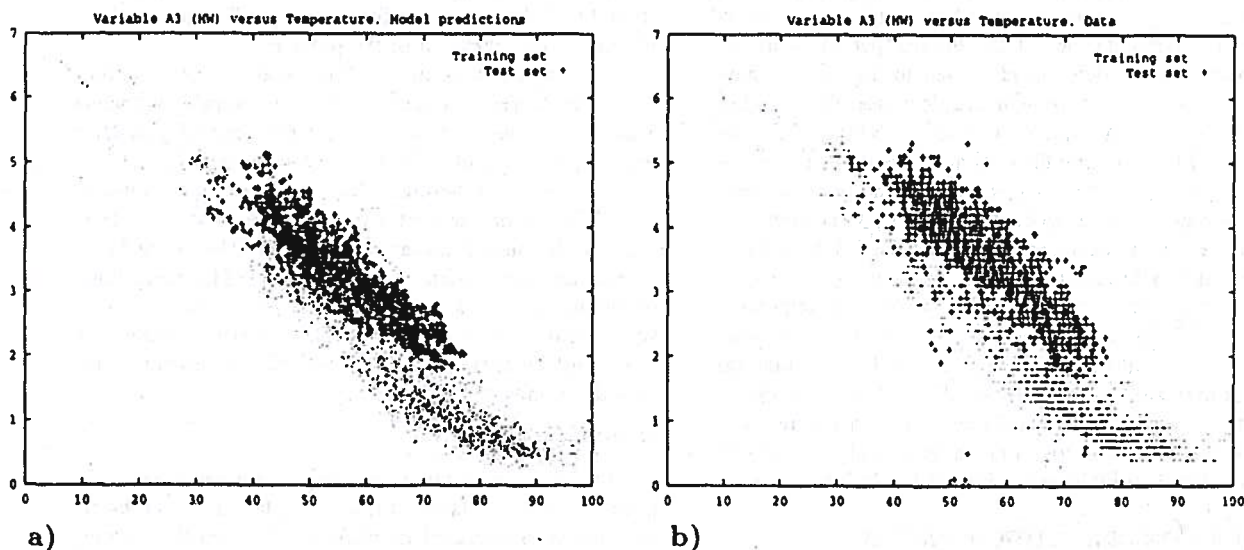 Variable A3 (HW) versus Temperature. Model predictions
7
6
5
4
3
2
1
0
Training set
Test set
0 10 20 30 40 50 60 70 80 90 100
a)
Variable A3 (HW) versus Temperature. Data
7
6
5
4
3
2
1
0
Training set
Test set
0 10 20 30 40 50 60 70 80 90 100
b)